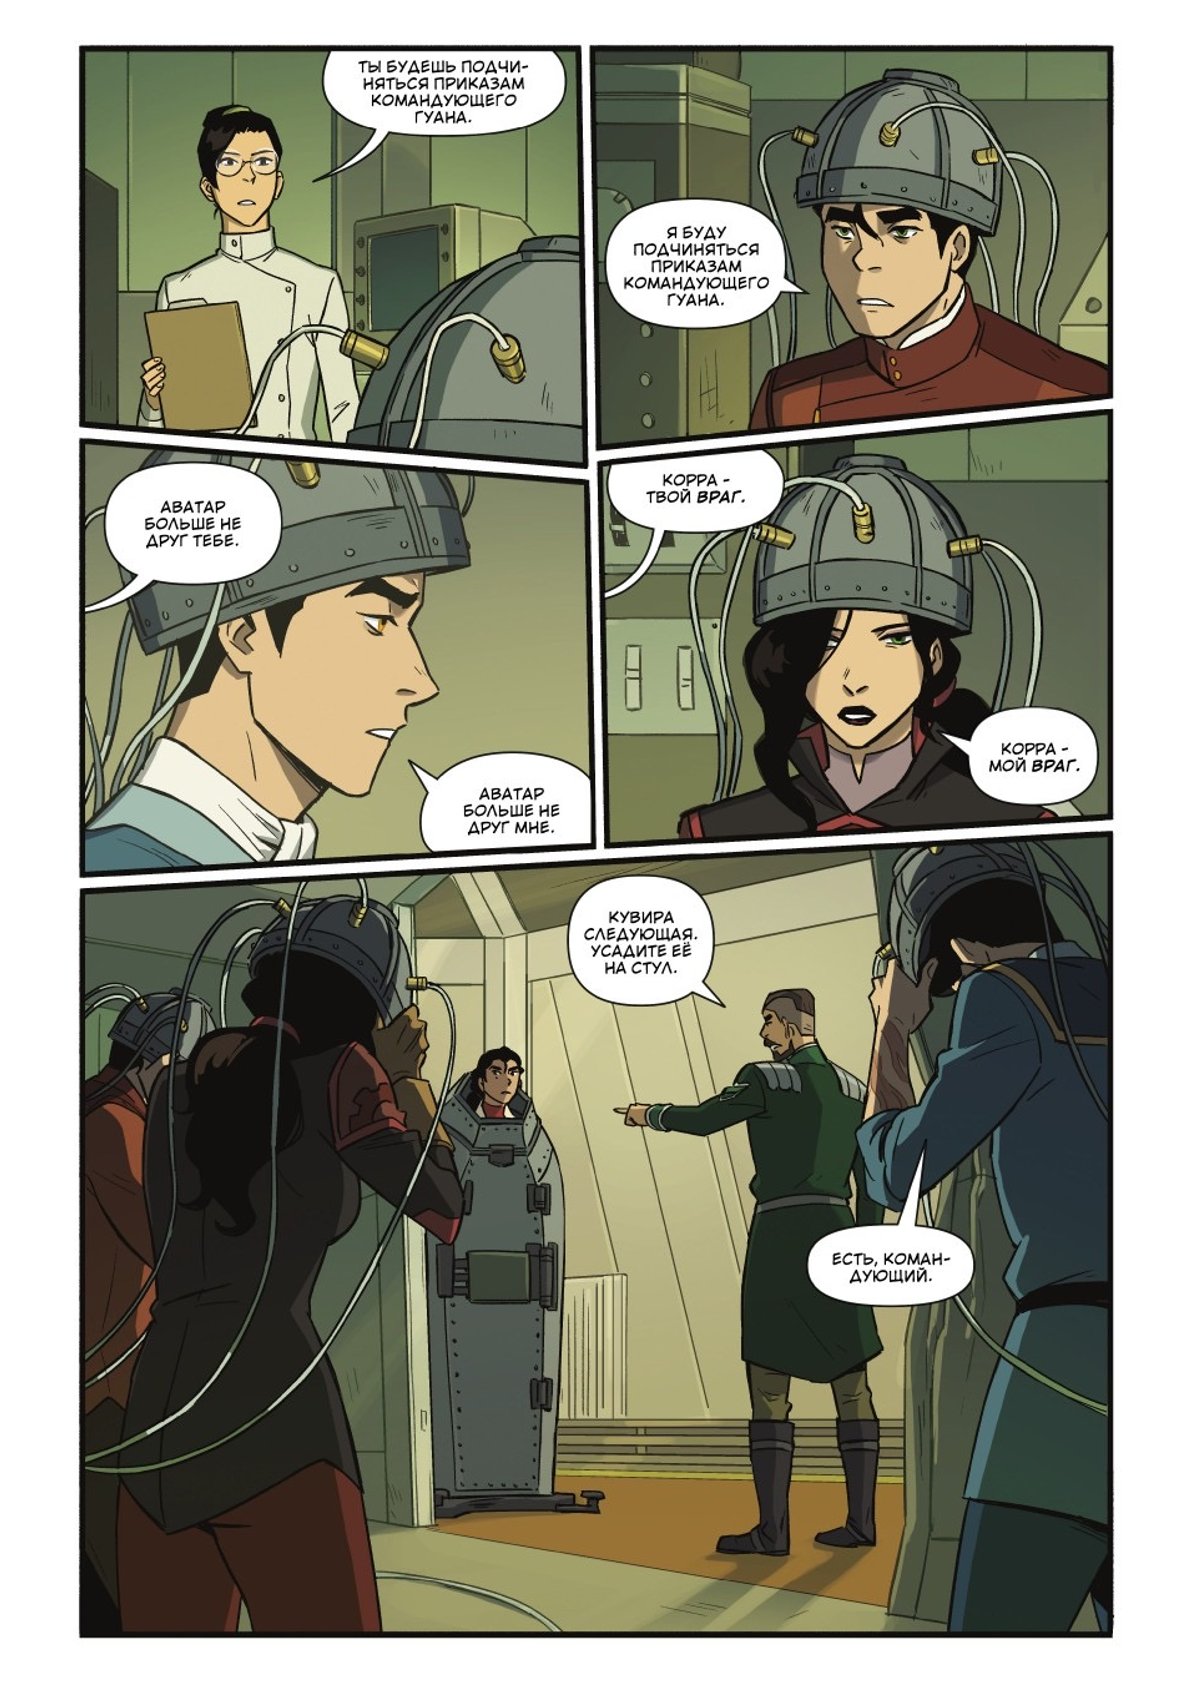 ТЫ БУДЕШЬ ПОДЧИ-
НЯТЬСЯ ПРИКАЗАМ
КОМАНДУЮЩЕГО
ГУАНА.
Я БУДУ
ПОДЧИНЯТЬСЯ
ПРИКАЗАМ
КОМАНДУЮЩЕГО
ГУАНА.
АВАТАР
БОЛЬШЕ НЕ
ДРУГ ТЕБЕ.
АВАТАР
БОЛЬШЕ НЕ
ДРУГ МНЕ.
КОРРА -
ТВОЙ ВРАГ.
КОРРА -
МОЙ ВРАГ.
КУВИРА
СЛЕДУЮЩАЯ.
УСАДИТЕ ЕЁ
НА СТУЛ.
ЕСТЬ, КОМАН-
ДУЮЩИЙ.